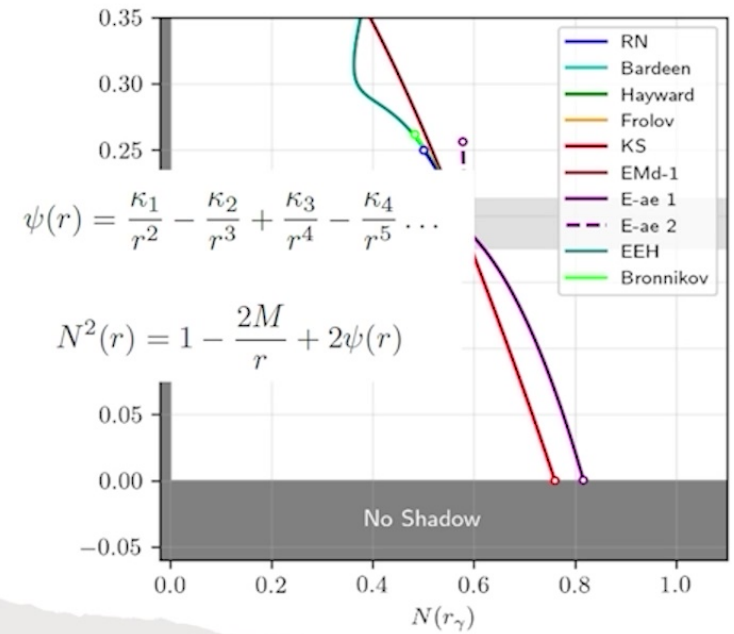 0.35
0.30
0.25
0.05
0.00
−0.05
RN
Bardeen
Hayward
Frolov
KS
EMd-1
E-ae 1
E-ae 2
EEH
Bronnikov
ψ(r) = κ₁/r² − κ₂/r³ + κ₃/r⁴ − κ₄/r⁵ ...
N²(r) = 1 − 2M/r + 2ψ(r)
No Shadow
0.0 0.2 0.4 0.6 0.8 1.0
N(rᵧ)